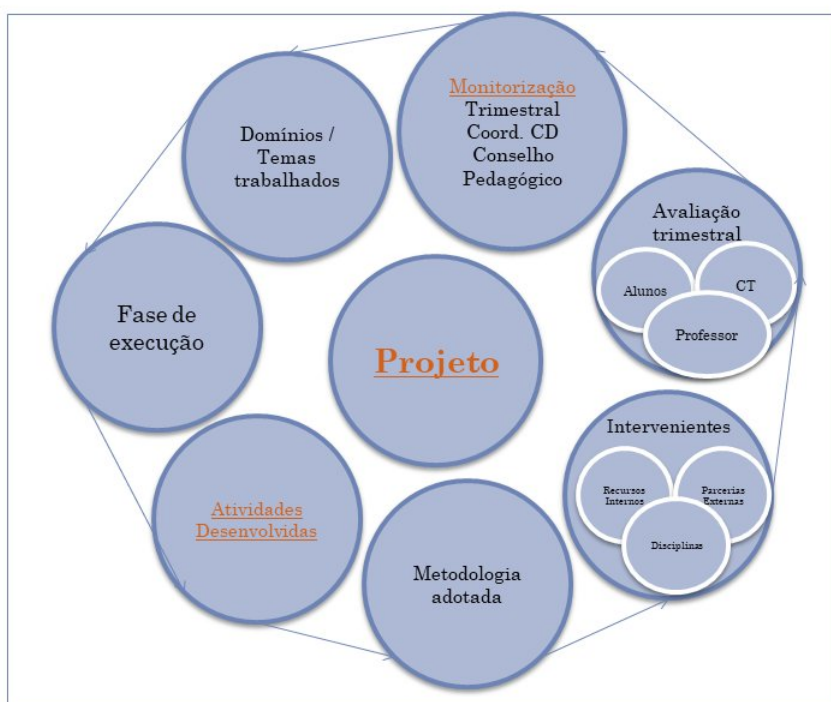 Monitorização
Trimestral
Coord. CD
Conselho
Pedagógico
Domínios /
Temas
trabalhados
Fase de
execução
Atividades
Desenvolvidas
Metodologia
adotada
Intervenientes
Recursos
Internos
Parcerias
Externas
Disciplinas
Avaliação
trimestral
Alunos
CT
Professor
Projeto